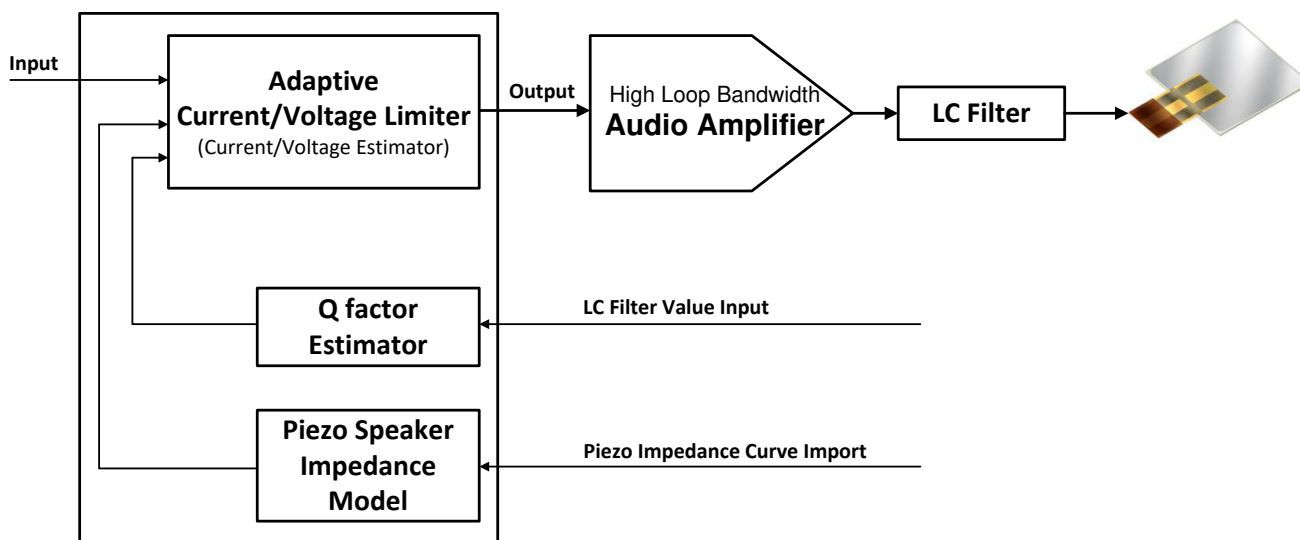 Input
Adaptive
Current/Voltage Limiter
(Current/Voltage Estimator)
Output
High Loop Bandwidth
Audio Amplifier
LC Filter
Q factor
Estimator
LC Filter Value Input
Piezo Speaker
Impedance
Model
Piezo Impedance Curve Import